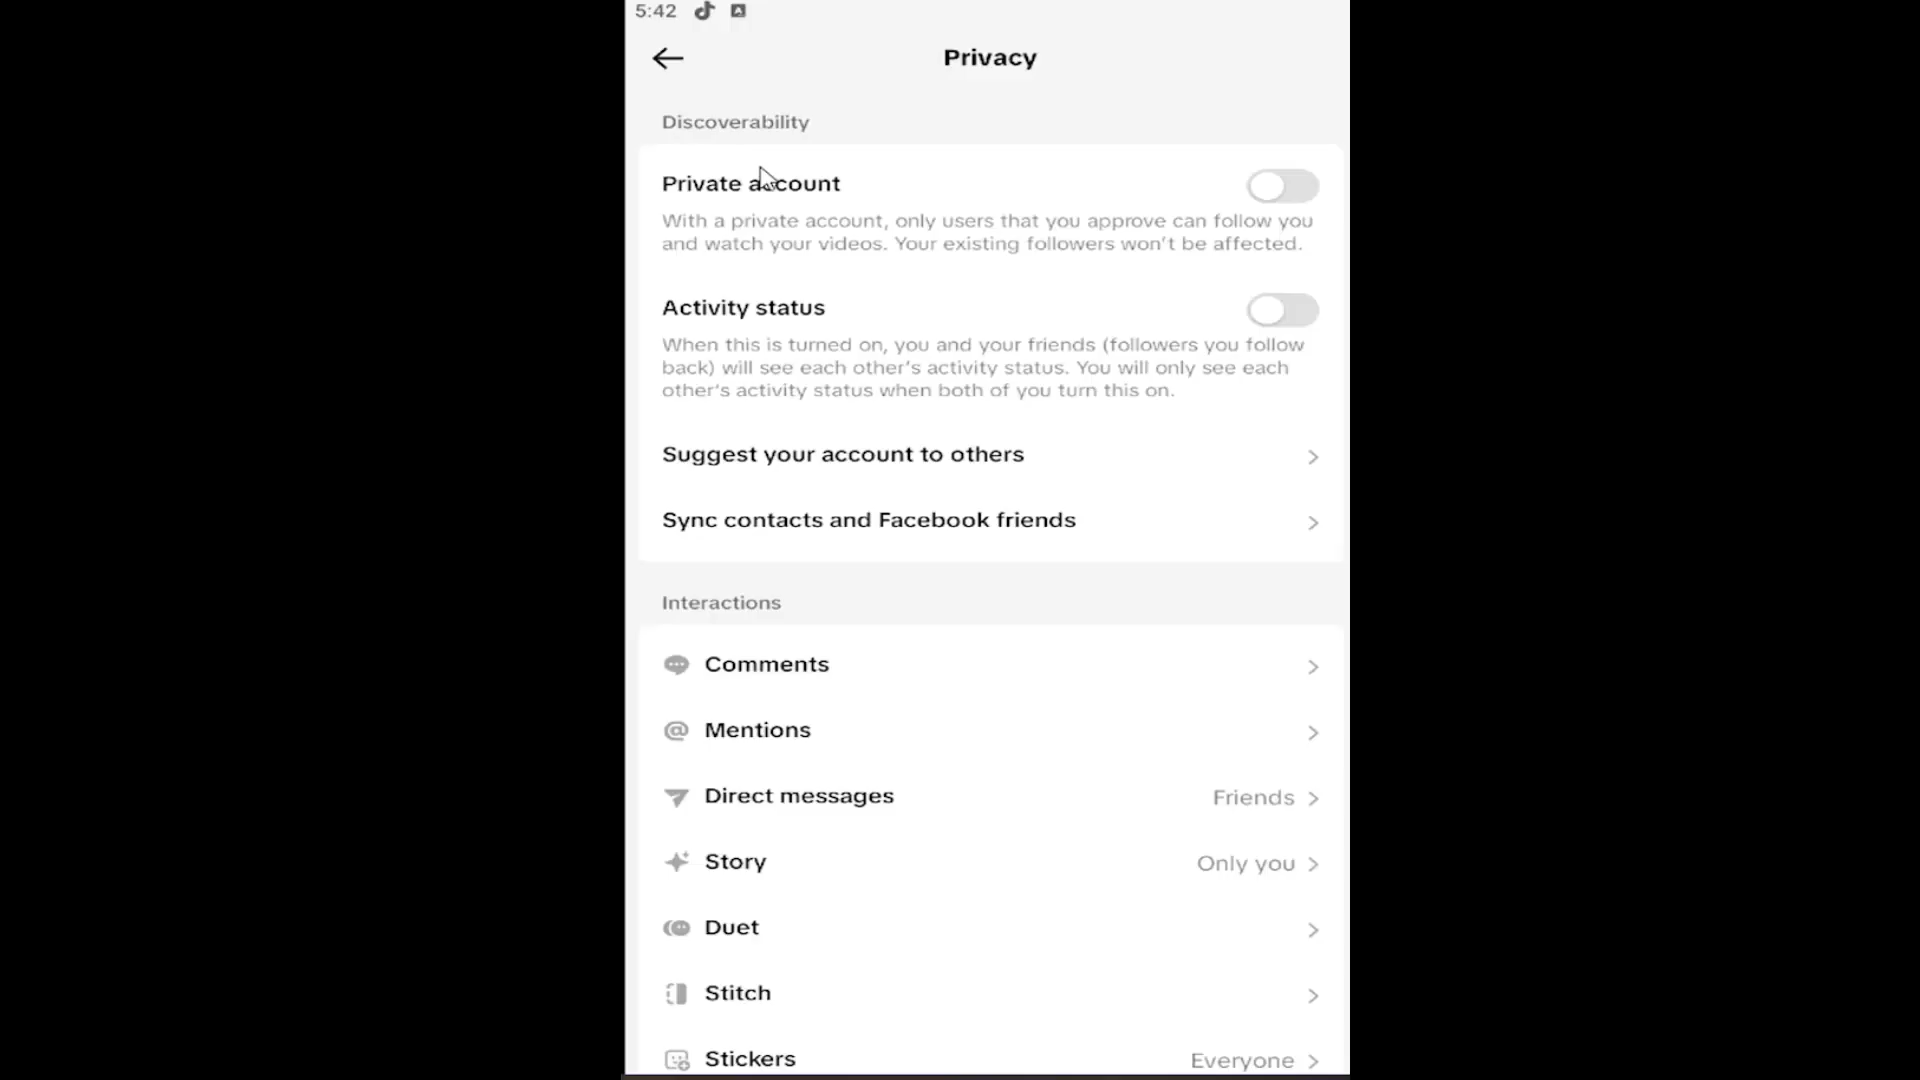 5:42
Privacy
Discoverability
Private account
With a private account, only users that you approve can follow you
and watch your videos. Your existing followers won't be affected.
Activity status
When this is turned on, you and your friends (followers you follow
back) will see each other's activity status. You will only see each
other's activity status when both of you turn this on.
Suggest your account to others
Sync contacts and Facebook friends
Interactions
Comments
Mentions
Direct messages Friends
Story Only you
Duet
Stitch
Stickers Everyone